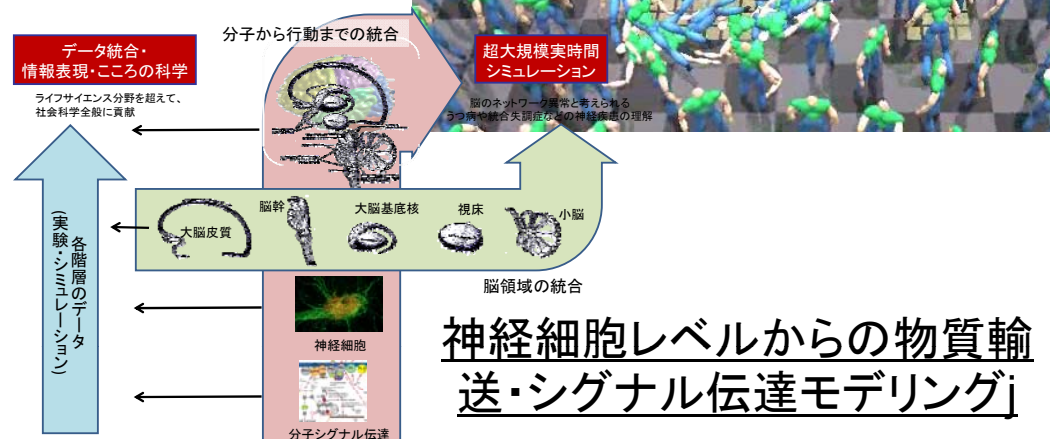 分子から行動までの統合
データ統合・
情報表現・こころの科学
超大規模実時間
シミュレーション
ライフサイエンス分野を超えて、
社会科学全般に貢献
脳のネットワーク異常と考えられる
うつ病や統合失調症などの神経疾患の理解
脳幹
大脳基底核
視床
小脳
大脳皮質
各階層のデータ
(実験・シミュレーション)
脳領域の統合
神経細胞
分子シグナル伝達
神経細胞レベルからの物質輸
送・シグナル伝達モデリングj